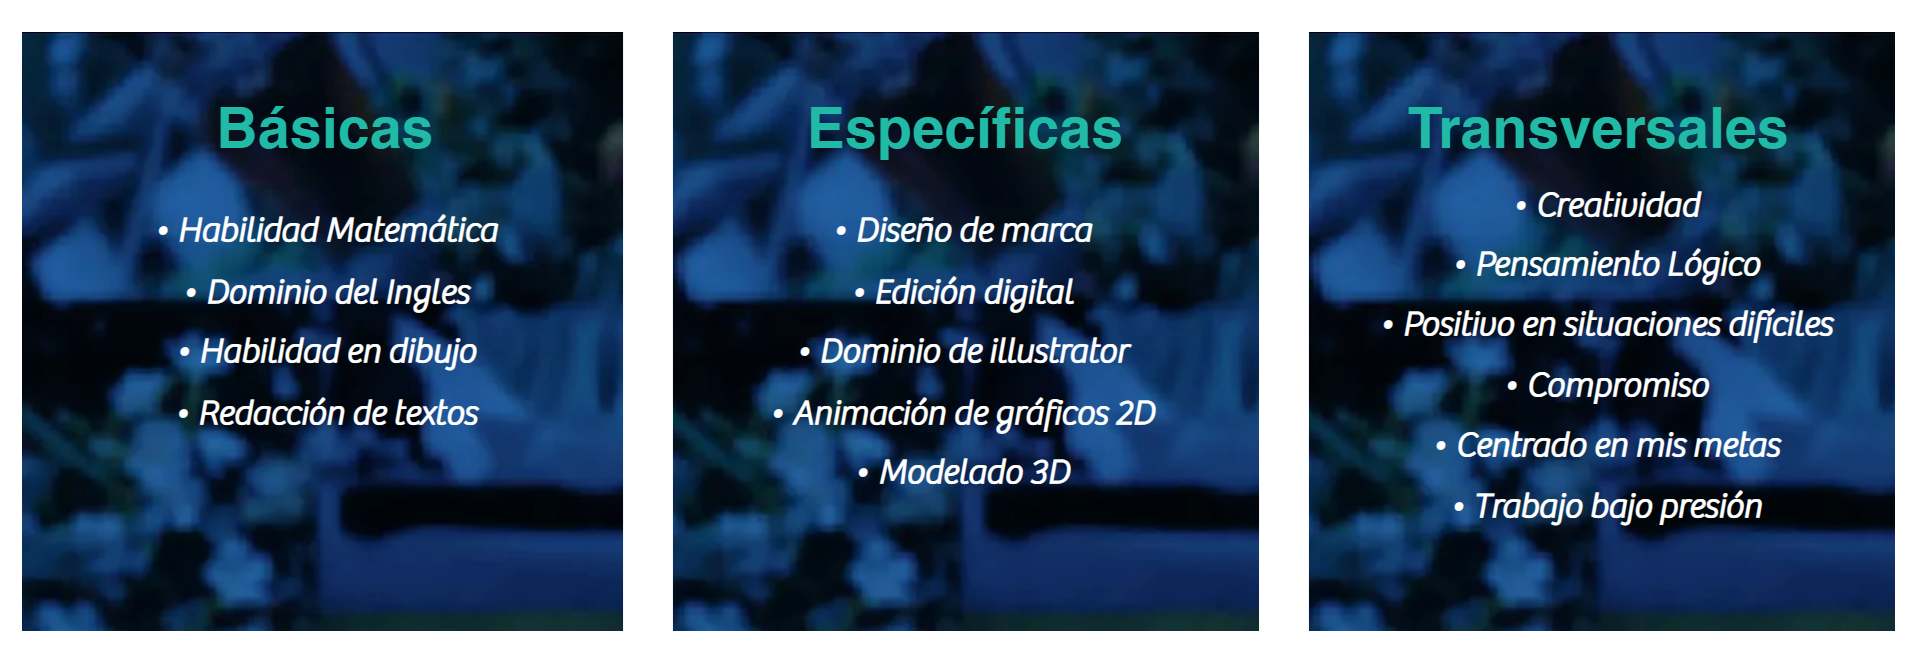 Básicas
• Habilidad Matemática
• Dominio del Ingles
• Habilidad en dibujo
• Redacción de textos
Específicas
• Diseño de marca
• Edición digital
• Dominio de illustrator
• Animación de gráficos 2D
• Modelado 3D
Transversales
• Creatividad
• Pensamiento Lógico
• Positivo en situaciones difíciles
• Compromiso
• Centrado en mis metas
• Trabajo bajo presión